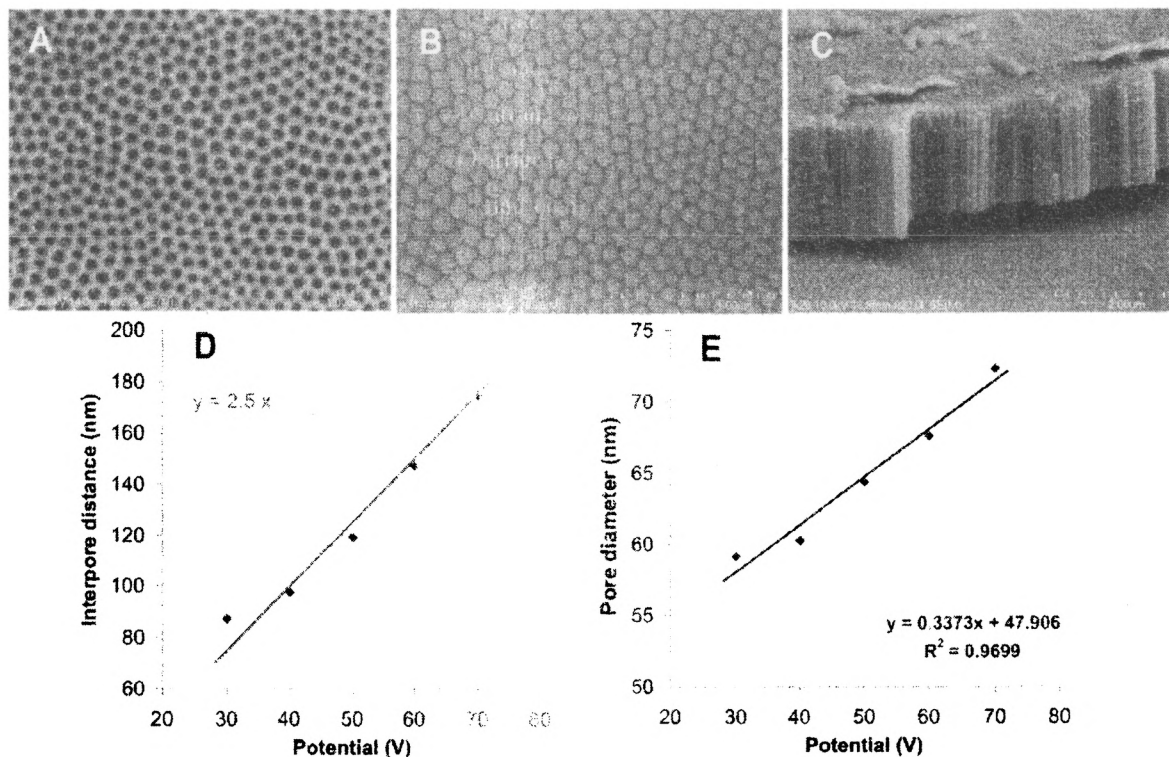 A
B
C
D
y = 2.5 x
200
180
160
140
120
100
80
60
Interpore distance (nm)
20 30 40 50 60 70 80
Potential (V)
E
75
70
65
60
55
50
Pore diameter (nm)
y = 0.3373x + 47.906
R² = 0.9699
20 30 40 50 60 70 80
Potential (V)